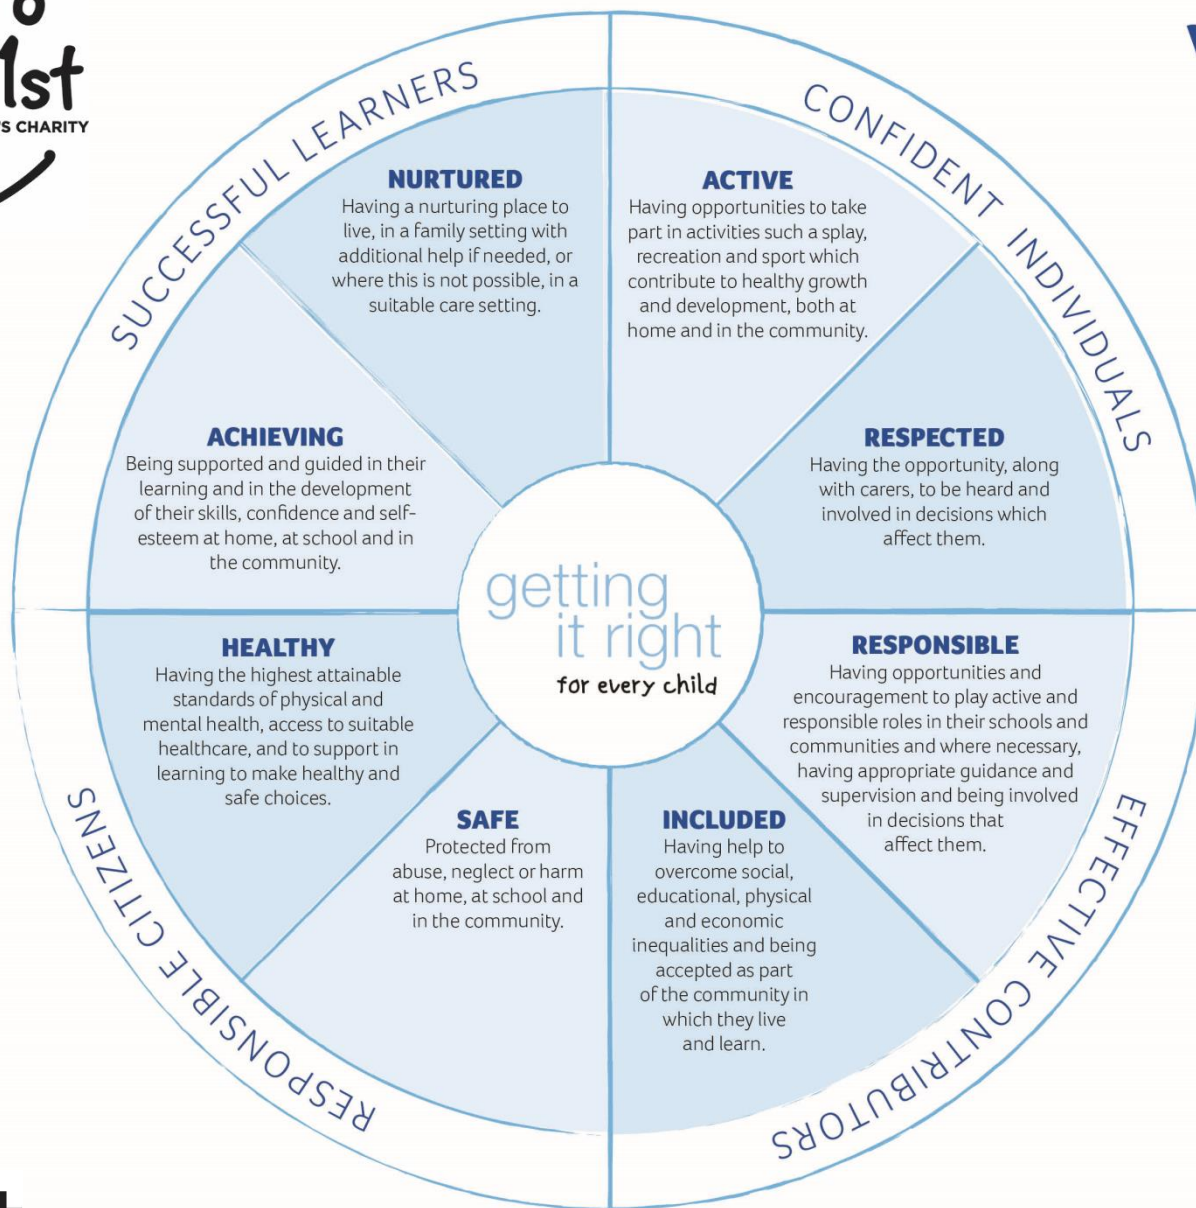 1st
'S CHARITY
SUCCESSFUL LEARNERS
CONFIDENT INDIVIDUALS
NURTURED
Having a nurturing place to
live, in a family setting with
additional help if needed, or
where this is not possible, in a
suitable care setting.
ACTIVE
Having opportunities to take
part in activities such a splay,
recreation and sport which
contribute to healthy growth
and development, both at
home and in the community.
ACHIEVING
Being supported and guided in their
learning and in the development
of their skills, confidence and self-
esteem at home, at school and in
the community.
RESPECTED
Having the opportunity, along
with carers, to be heard and
involved in decisions which
affect them.
getting
it right
for every child
HEALTHY
Having the highest attainable
standards of physical and
mental health, access to suitable
healthcare, and to support in
learning to make healthy and
safe choices.
RESPONSIBLE
Having opportunities and
encouragement to play active and
responsible roles in their schools and
communities and where necessary,
having appropriate guidance and
supervision and being involved
in decisions that
affect them.
SAFE
Protected from
abuse, neglect or harm
at home, at school and
in the community.
INCLUDED
Having help to
overcome social,
educational, physical
and economic
inequalities and being
accepted as part
of the community in
which they live
and learn.
RESPONSIBLE CITIZENS
EFFECTIVE CONTRIBUTORS